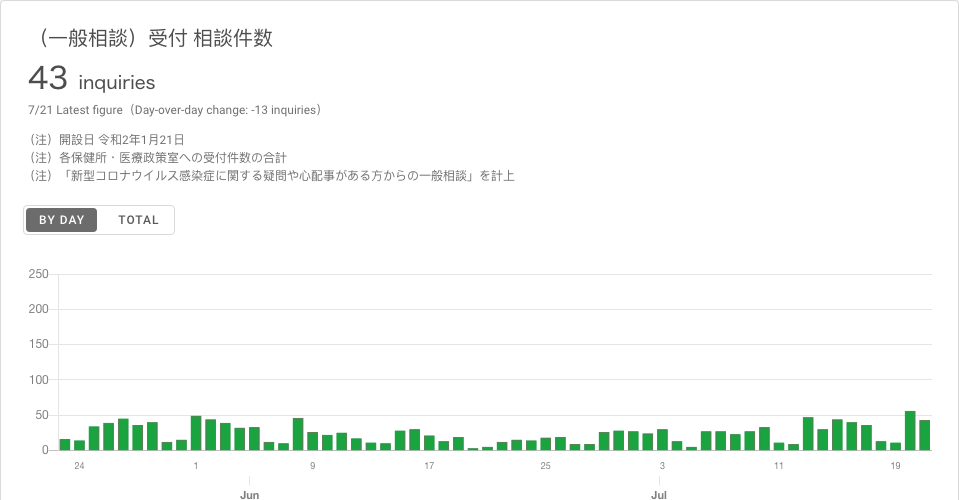 （一般相談）受付 相談件数
43 inquiries
7/21 Latest figure（Day-over-day change: -13 inquiries）
（注）開設日 令和2年1月21日
（注）各保健所・医療政策室への受付件数の合計
（注）「新型コロナウイルス感染症に関する疑問や心配事がある方からの一般相談」を計上
BY DAY TOTAL
250
200
150
100
50
0
24 1 9 17 25 3 11 19
Jun Jul